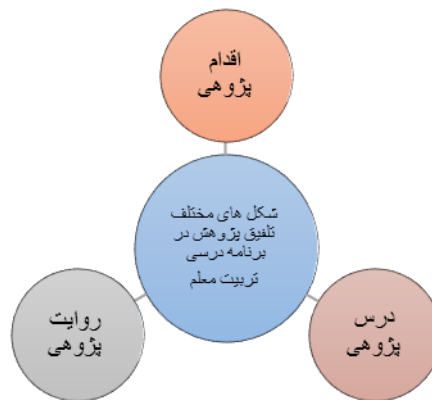 اقدام
پژوهی
شکل های مختلف
تلفیق پژوهش در
برنامه درسی
تربیت معلم
روایت
پژوهی
درس
پژوهی